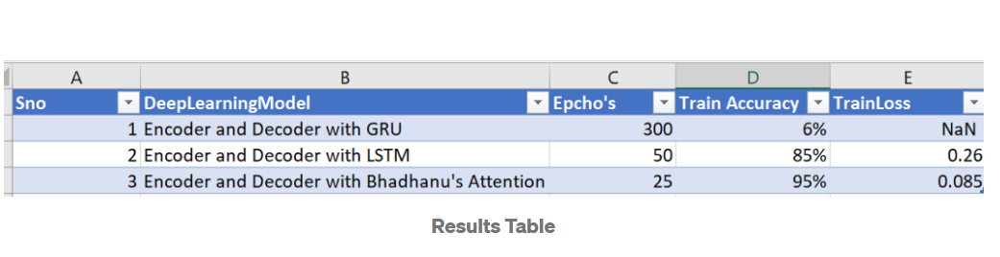 A B C D E
Sno DeepLearningModel Epcho's Train Accuracy TrainLoss
1 Encoder and Decoder with GRU 300 6% NaN
2 Encoder and Decoder with LSTM 50 85% 0.26
3 Encoder and Decoder with Bhadhanu's Attention 25 95% 0.085
Results Table